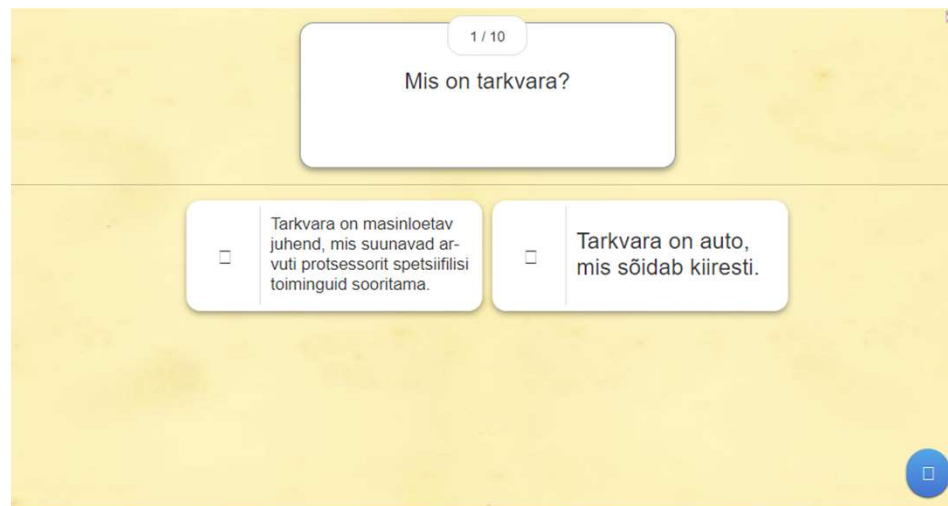 1 / 10
Mis on tarkvara?
Tarkvara on masinloetav
juhend, mis suunavad ar-
vuti protsessorit spetsiifilisi
toiminguid sooritama.
Tarkvara on auto,
mis sõidab kiiresti.